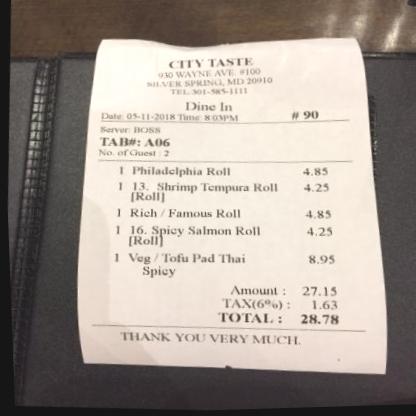 CITY TASTE
930 WAYNE AVE. #100
SILVER SPRING, MD 20910
TEL.301-585-1111
Dine In
Date: 05-11-2018 Time: 8:03PM # 90
Server: BOSS
TAB#: A06
No. of Guest : 2
1 Philadelphia Roll 4.85
1 13. Shrimp Tempura Roll 4.25
[Roll]
1 Rich / Famous Roll 4.85
1 16. Spicy Salmon Roll 4.25
[Roll]
1 Veg / Tofu Pad Thai 8.95
Spicy
Amount : 27.15
TAX(6%) : 1.63
TOTAL : 28.78
THANK YOU VERY MUCH.